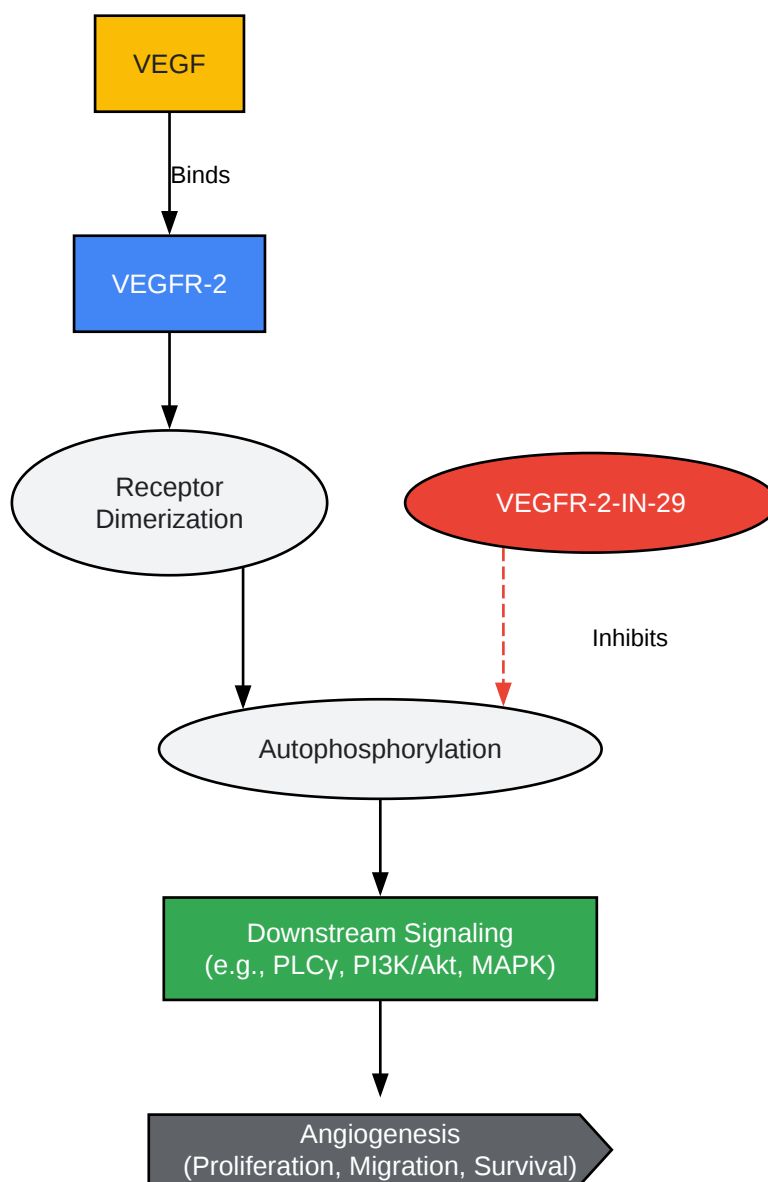 VEGF
Binds
VEGFR-2
Receptor
Dimerization
VEGFR-2-IN-29
Inhibits
Autophosphorylation
Downstream Signaling
(e.g., PLCγ, PI3K/Akt, MAPK)
Angiogenesis
(Proliferation, Migration, Survival)